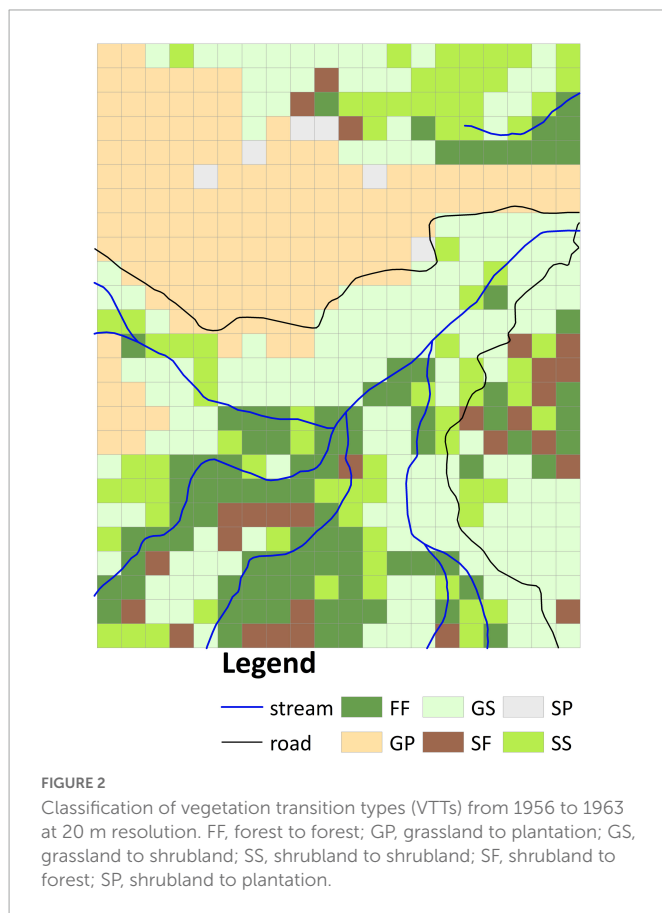 Legend
stream FF GS SP
road GP SF SS
FIGURE 2
Classification of vegetation transition types (VTTs) from 1956 to 1963
at 20 m resolution. FF, forest to forest; GP, grassland to plantation; GS,
grassland to shrubland; SS, shrubland to shrubland; SF, shrubland to
forest; SP, shrubland to plantation.